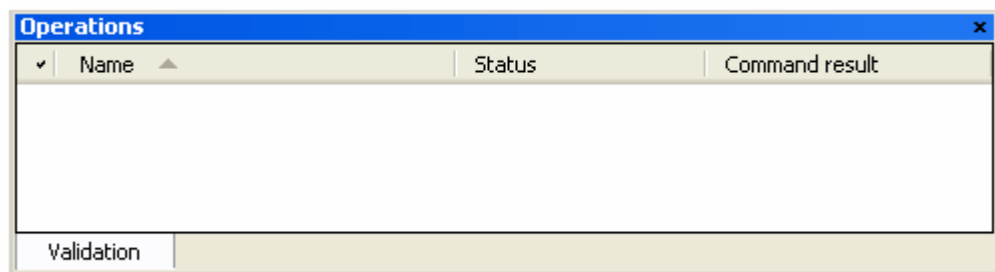 Operations
Name Status Command result
Validation